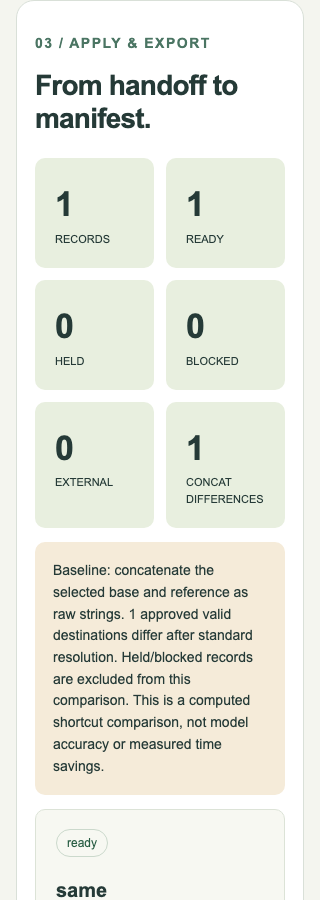 03 / APPLY & EXPORT
From handoff to
manifest.
1
RECORDS
1
READY
0
HELD
0
BLOCKED
0
EXTERNAL
1
CONCAT
DIFFERENCES
Baseline: concatenate the
selected base and reference as
raw strings. 1 approved valid
destinations differ after standard
resolution. Held/blocked records
are excluded from this
comparison. This is a computed
shortcut comparison, not model
accuracy or measured time
savings.
ready
same